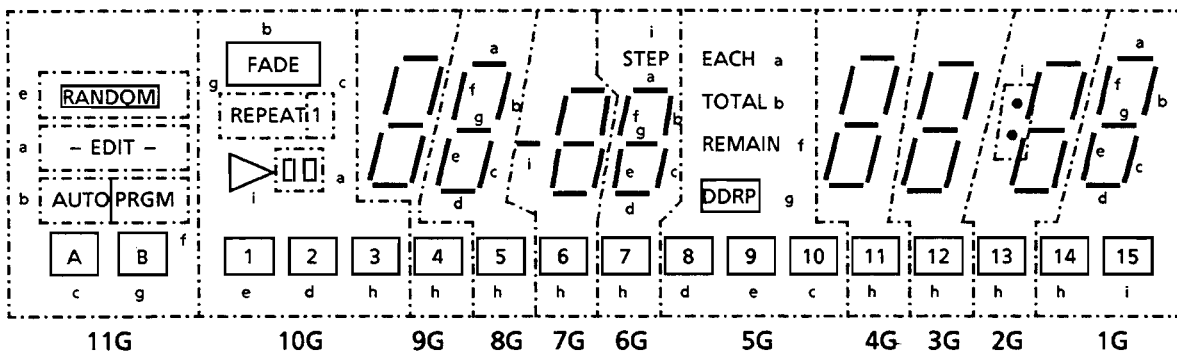 b i
FADE STEP EACH a a
e RANDOM g c a a f b i f b
REPEAT 1 g f g b TOTAL b g
a – EDIT – i REMAIN f
e c e c e c
b AUTO PRGM i a d d DDRP g d
A B f 1 2 3 4 5 6 7 8 9 10 11 12 13 14 15
c g e d h h h h h d e c h h h h i
11G 10G 9G 8G 7G 6G 5G 4G 3G 2G 1G